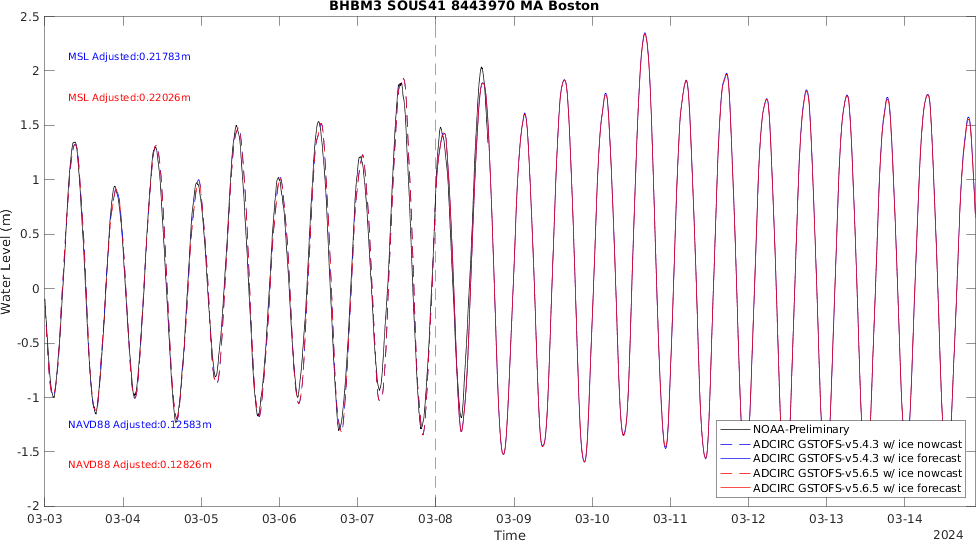 BHBM3 SOUS41 8443970 MA Boston
2.5
2
1.5
1
0.5
0
-0.5
-1
-1.5
-2
Water Level (m)
MSL Adjusted:0.21783m
MSL Adjusted:0.22026m
NAVD88 Adjusted:0.12583m
NAVD88 Adjusted:0.12826m
NOAA-Preliminary
ADCIRC GSTOFS-v5.4.3 w/ ice nowcast
ADCIRC GSTOFS-v5.4.3 w/ ice forecast
ADCIRC GSTOFS-v5.6.5 w/ ice nowcast
ADCIRC GSTOFS-v5.6.5 w/ ice forecast
03-03 03-04 03-05 03-06 03-07 03-08 03-09 03-10 03-11 03-12 03-13 03-14
Time
2024